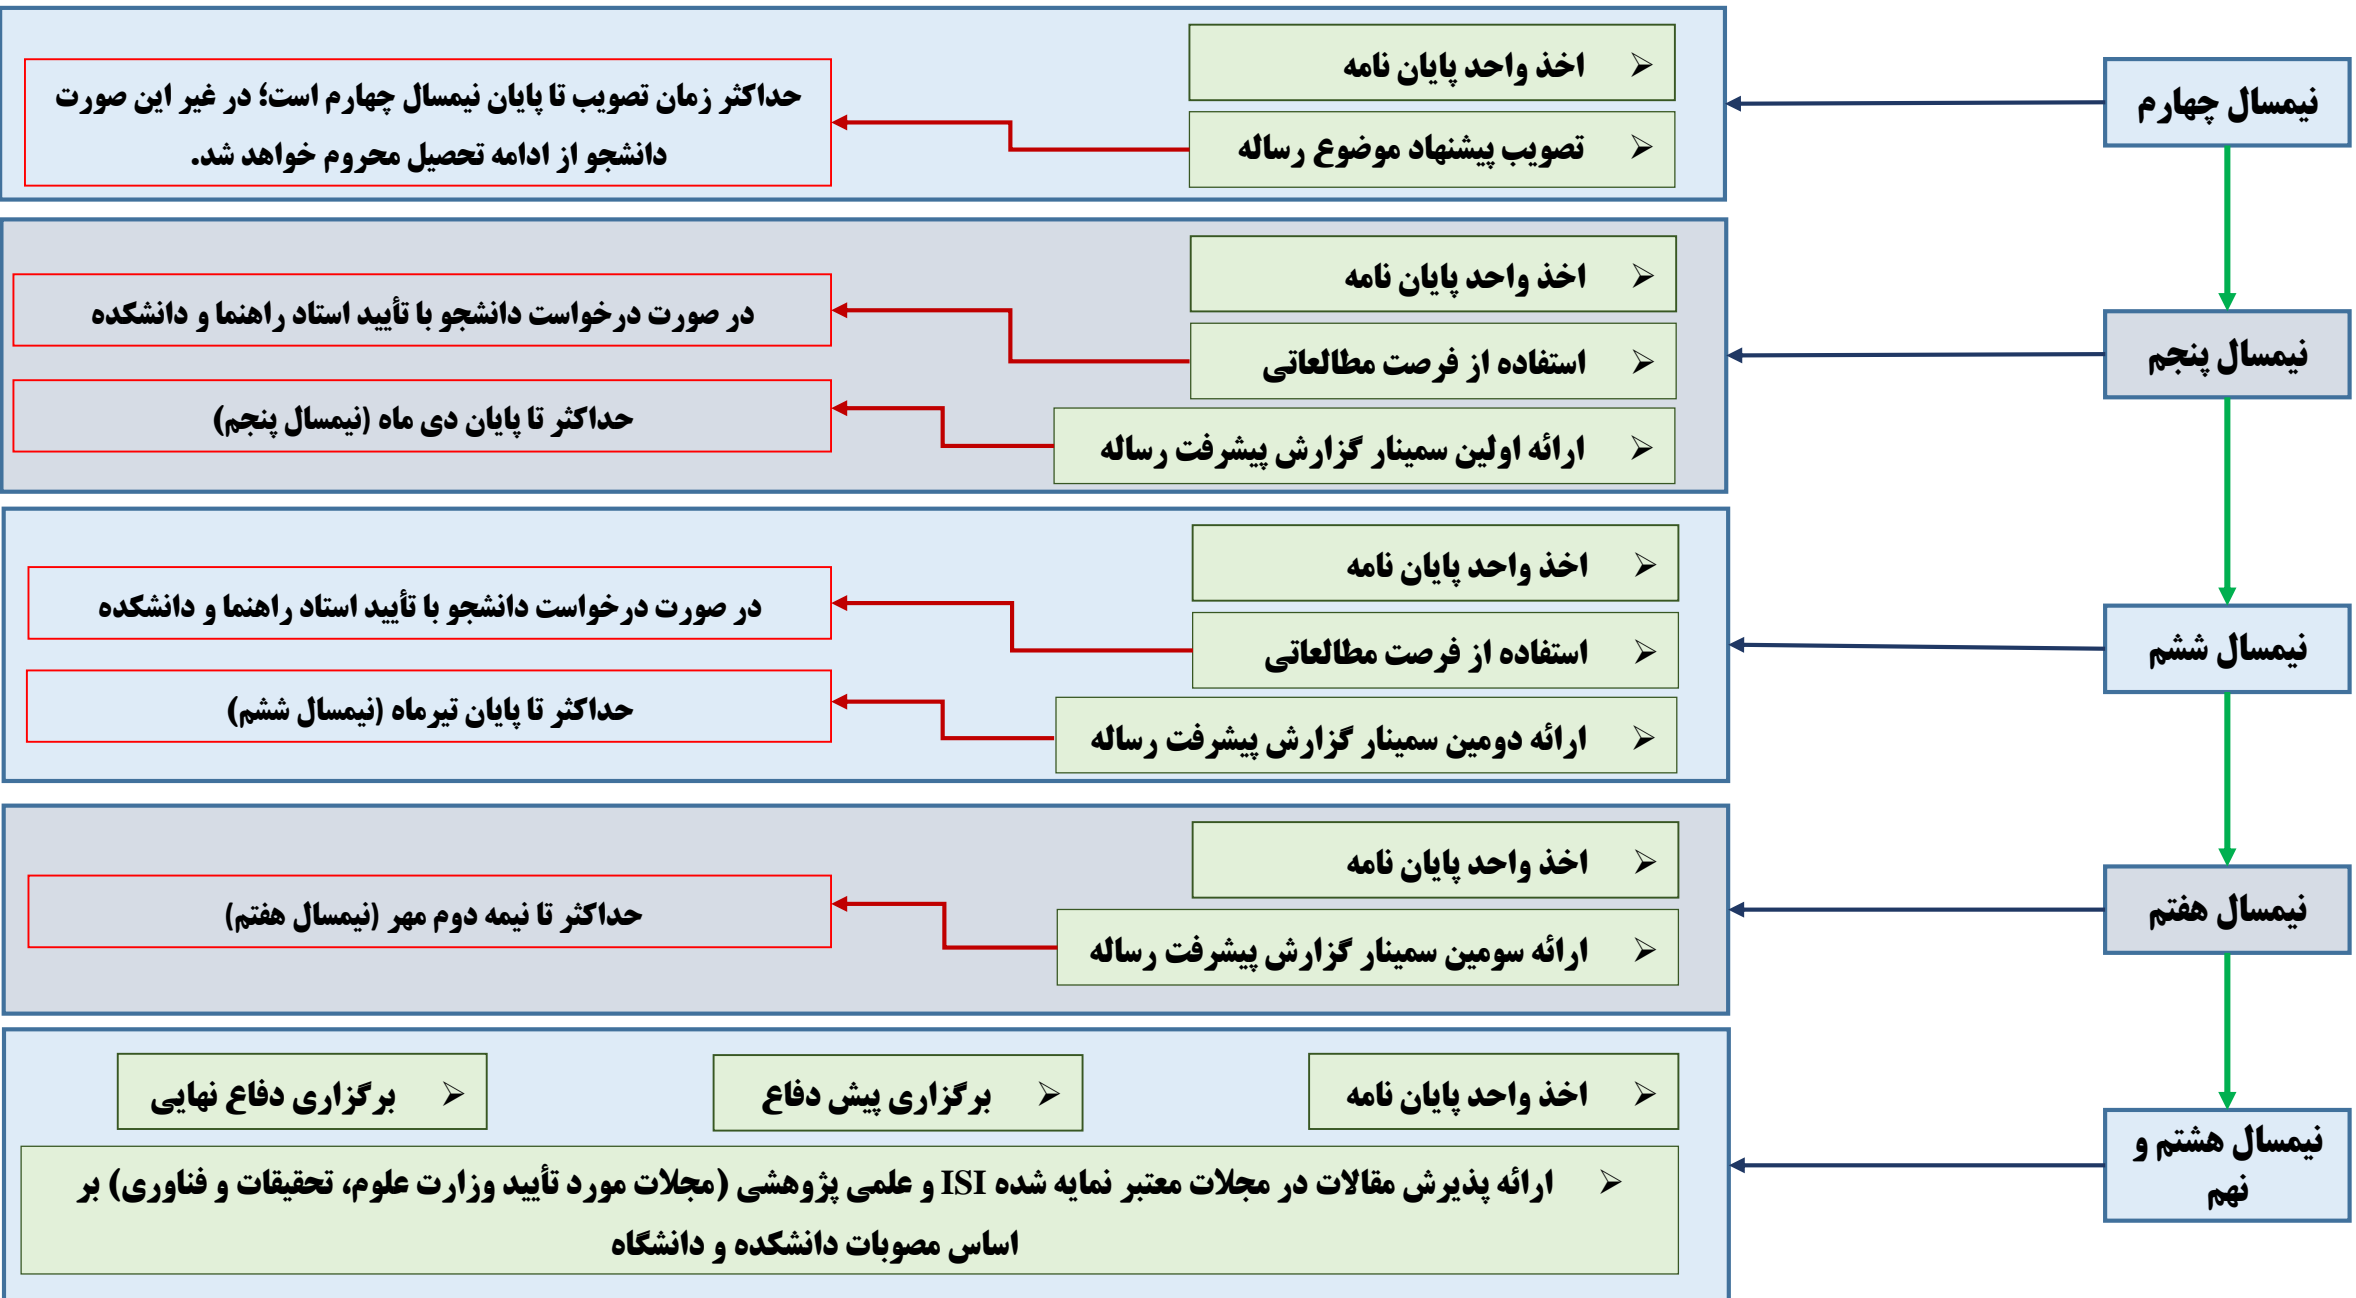 نیمسال چهارم
➢ اخذ واحد پایان نامه
➢ تصویب پیشنهاد موضوع رساله
حداکثر زمان تصویب تا پایان نیمسال چهارم است؛ در غیر این صورت
دانشجو از ادامه تحصیل محروم خواهد شد.
نیمسال پنجم
➢ اخذ واحد پایان نامه
➢ استفاده از فرصت مطالعاتی
در صورت درخواست دانشجو با تأیید استاد راهنما و دانشکده
➢ ارائه اولین سمینار گزارش پیشرفت رساله
حداکثر تا پایان دی ماه (نیمسال پنجم)
نیمسال ششم
➢ اخذ واحد پایان نامه
➢ استفاده از فرصت مطالعاتی
در صورت درخواست دانشجو با تأیید استاد راهنما و دانشکده
➢ ارائه دومین سمینار گزارش پیشرفت رساله
حداکثر تا پایان تیرماه (نیمسال ششم)
نیمسال هفتم
➢ اخذ واحد پایان نامه
➢ ارائه سومین سمینار گزارش پیشرفت رساله
حداکثر تا نیمه دوم مهر (نیمسال هفتم)
نیمسال هشتم و
نهم
➢ اخذ واحد پایان نامه
➢ برگزاری پیش دفاع
➢ برگزاری دفاع نهایی
➢ ارائه پذیرش مقالات در مجلات معتبر نمایه شده ISI و علمی پژوهشی (مجلات مورد تأیید وزارت علوم، تحقیقات و فناوری) بر
اساس مصوبات دانشکده و دانشگاه